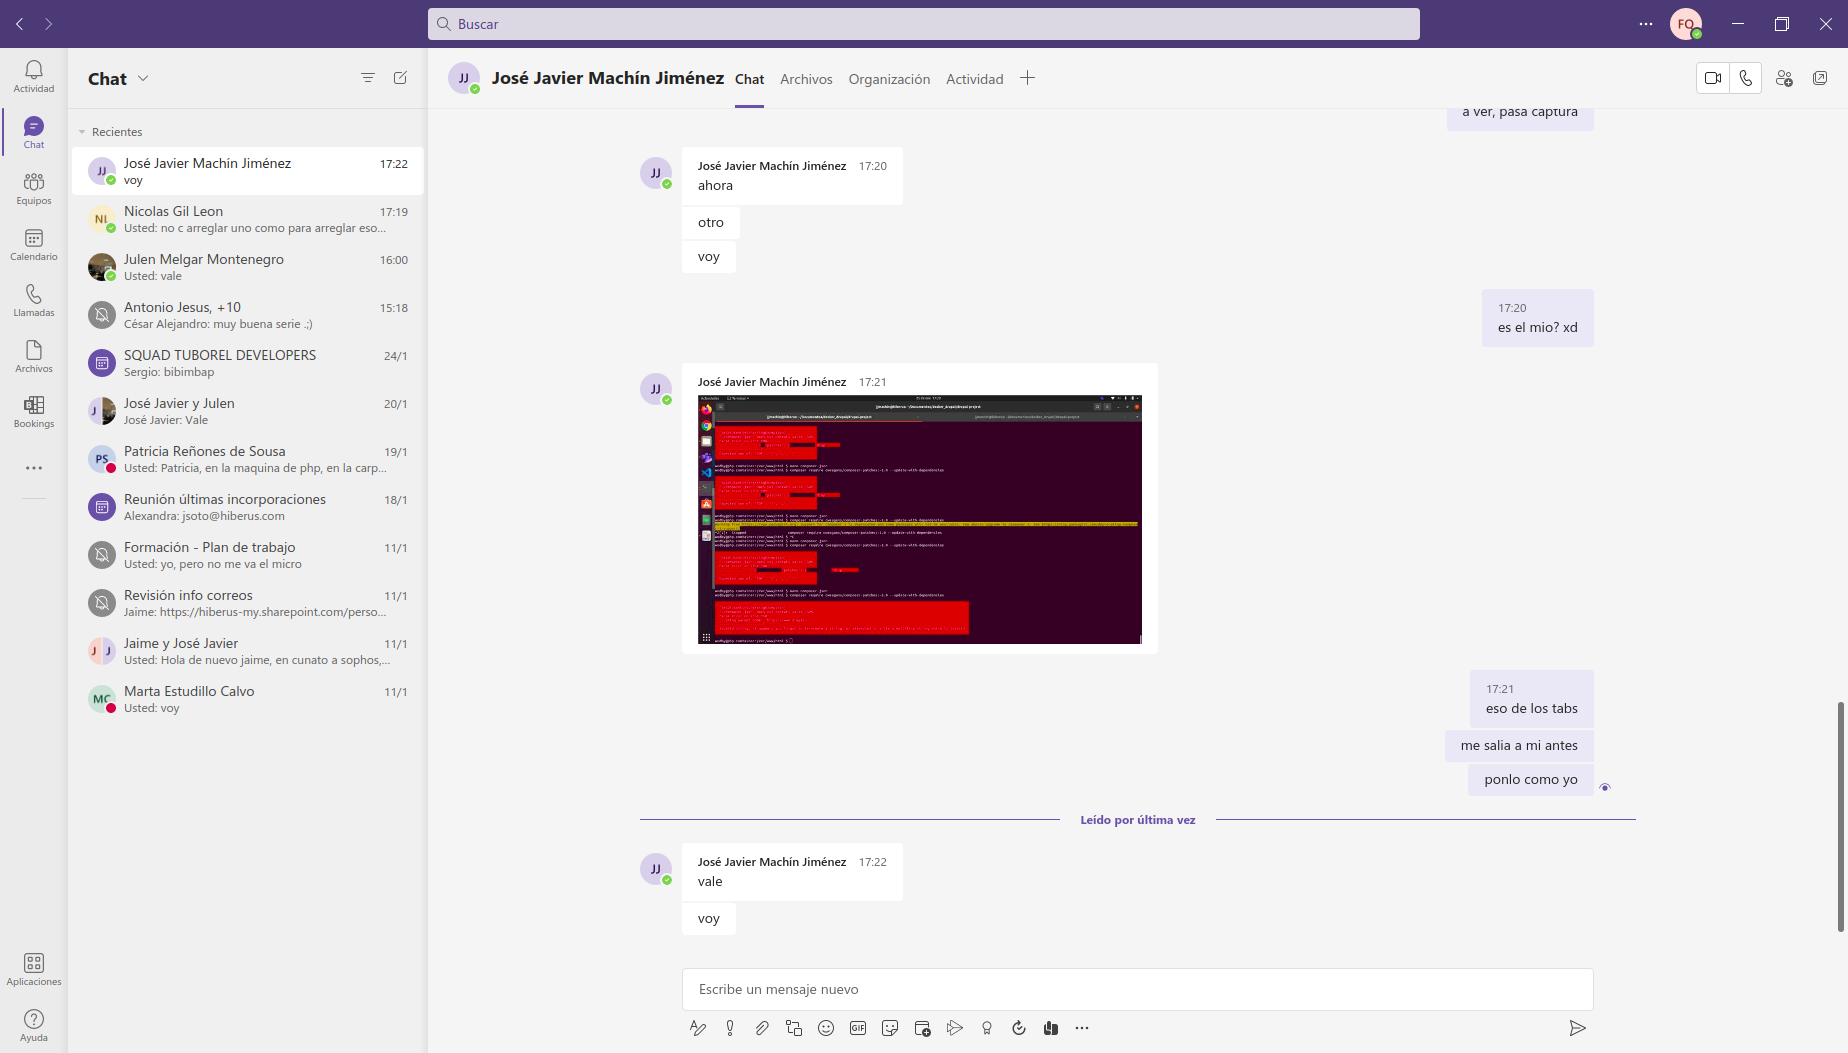 Buscar
FQ
Actividad
Chat
Equipos
Calendario
Llamadas
Archivos
Bookings
Aplicaciones
Ayuda
Chat
Recientes
JJ
José Javier Machín Jiménez 17:22
voy
Nicolas Gil Leon 17:19
Usted: no c arreglar uno como para arreglar eso...
Julen Melgar Montenegro 16:00
Usted: vale
Antonio Jesus, +10 15:18
César Alejandro: muy buena serie .;)
SQUAD TUBOREL DEVELOPERS 24/1
Sergio: bibimbap
J
José Javier y Julen 20/1
José Javier: Vale
PS
Patricia Reñones de Sousa 19/1
Usted: Patricia, en la maquina de php, en la carp...
Reunión últimas incorporaciones 18/1
Alexandra: jsoto@hiberus.com
Formación - Plan de trabajo 11/1
Usted: yo, pero no me va el micro
Revisión info correos 11/1
Jaime: https://hiberus-my.sharepoint.com/perso...
J J
Jaime y José Javier 11/1
Usted: Hola de nuevo jaime, en cunato a sophos,...
MC
Marta Estudillo Calvo 11/1
Usted: voy
JJ
José Javier Machín Jiménez Chat Archivos Organización Actividad
a ver, pasa captura
JJ
José Javier Machín Jiménez 17:20
ahora
otro
voy
17:20
es el mio? xd
JJ
José Javier Machín Jiménez 17:21
17:21
eso de los tabs
me salia a mi antes
ponlo como yo
Leído por última vez
JJ
José Javier Machín Jiménez 17:22
vale
voy
Escribe un mensaje nuevo
GIF